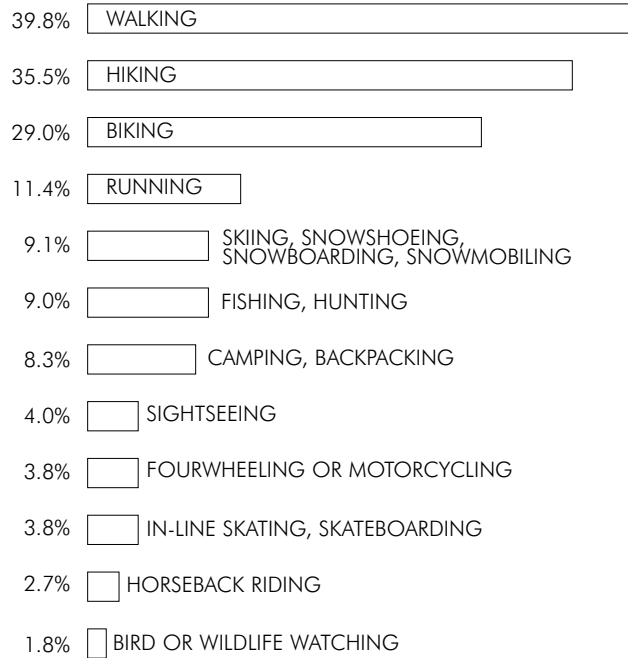 39.8% WALKING
35.5% HIKING
29.0% BIKING
11.4% RUNNING
9.1% SKIING, SNOWSHOEING,
SNOWBOARDING, SNOWMOBILING
9.0% FISHING, HUNTING
8.3% CAMPING, BACKPACKING
4.0% SIGHTSEEING
3.8% FOURWHEELING OR MOTORCYCLING
3.8% IN-LINE SKATING, SKATEBOARDING
2.7% HORSEBACK RIDING
1.8% BIRD OR WILDLIFE WATCHING